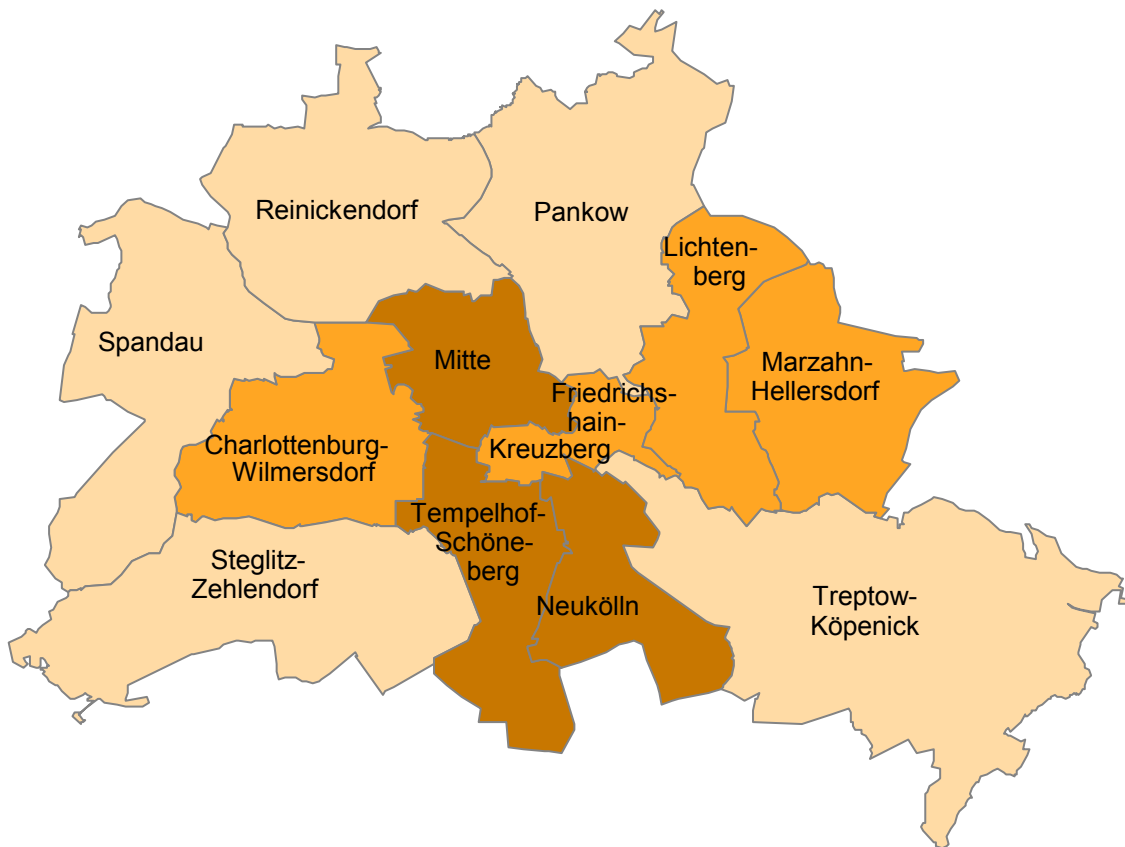 Reinickendorf
Pankow
Lichten-
berg
Spandau
Mitte
Marzahn-
Hellersdorf
Friedrichs-
hain-
Kreuzberg
Charlottenburg-
Wilmersdorf
Tempelhof-
Schöne-
berg
Steglitz-
Zehlendorf
Neukölln
Treptow-
Köpenick